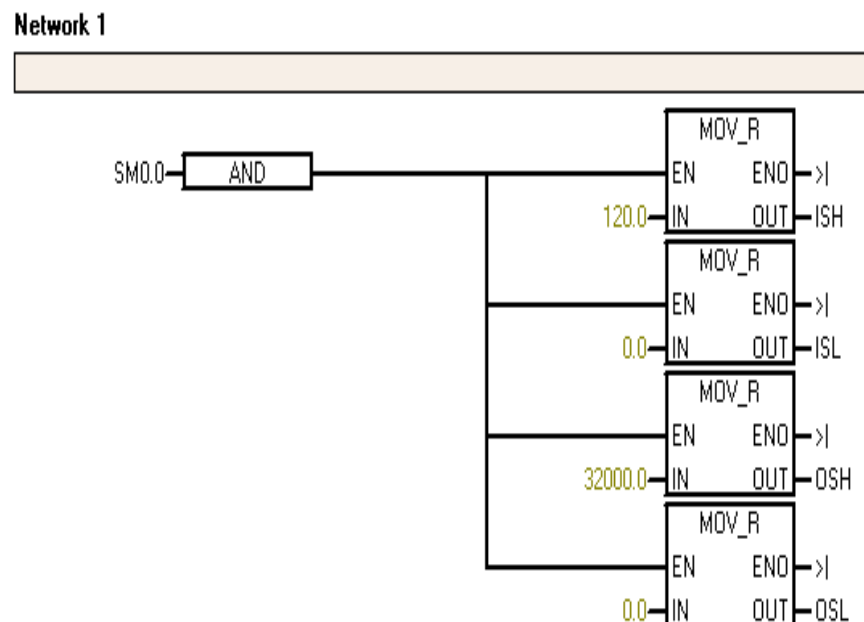 Network 1
MOV_R
SM0.0 AND EN ENO >|
120.0 IN OUT ISH
MOV_R
EN ENO >|
0.0 IN OUT ISL
MOV_R
EN ENO >|
32000.0 IN OUT OSH
MOV_R
EN ENO >|
0.0 IN OUT OSL